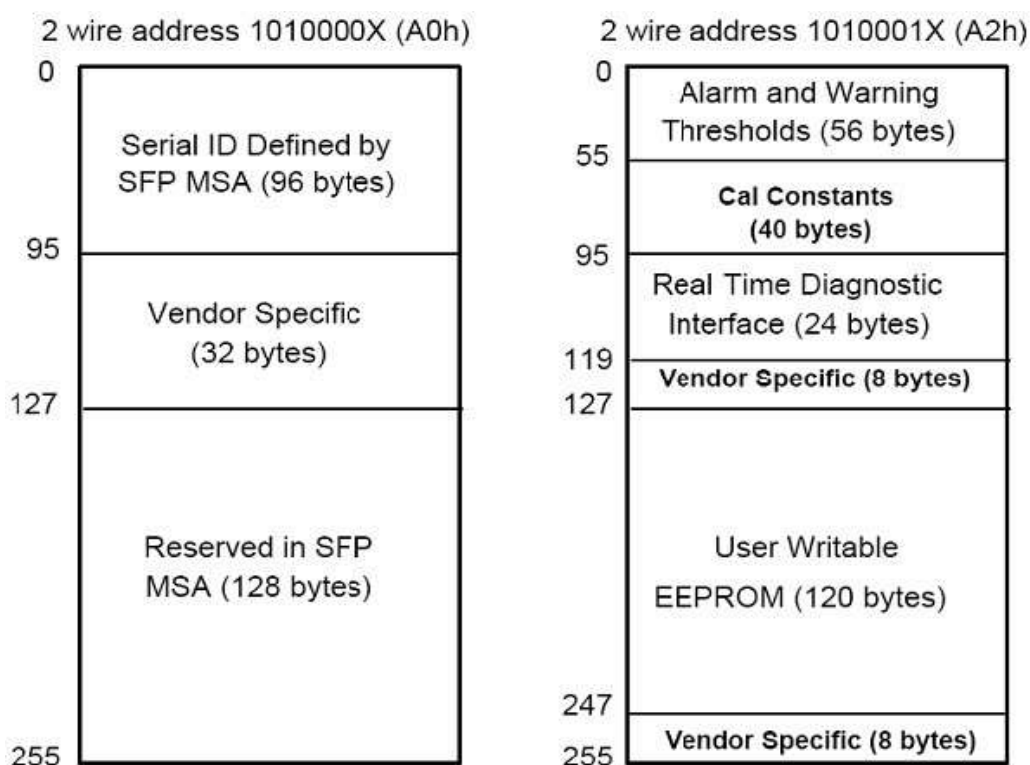 2 wire address 1010000X (A0h)
0
Serial ID Defined by
SFP MSA (96 bytes)
95
Vendor Specific
(32 bytes)
127
Reserved in SFP
MSA (128 bytes)
255
2 wire address 1010001X (A2h)
0
Alarm and Warning
Thresholds (56 bytes)
55
Cal Constants
(40 bytes)
95
Real Time Diagnostic
Interface (24 bytes)
119
Vendor Specific (8 bytes)
127
User Writable
EEPROM (120 bytes)
247
Vendor Specific (8 bytes)
255